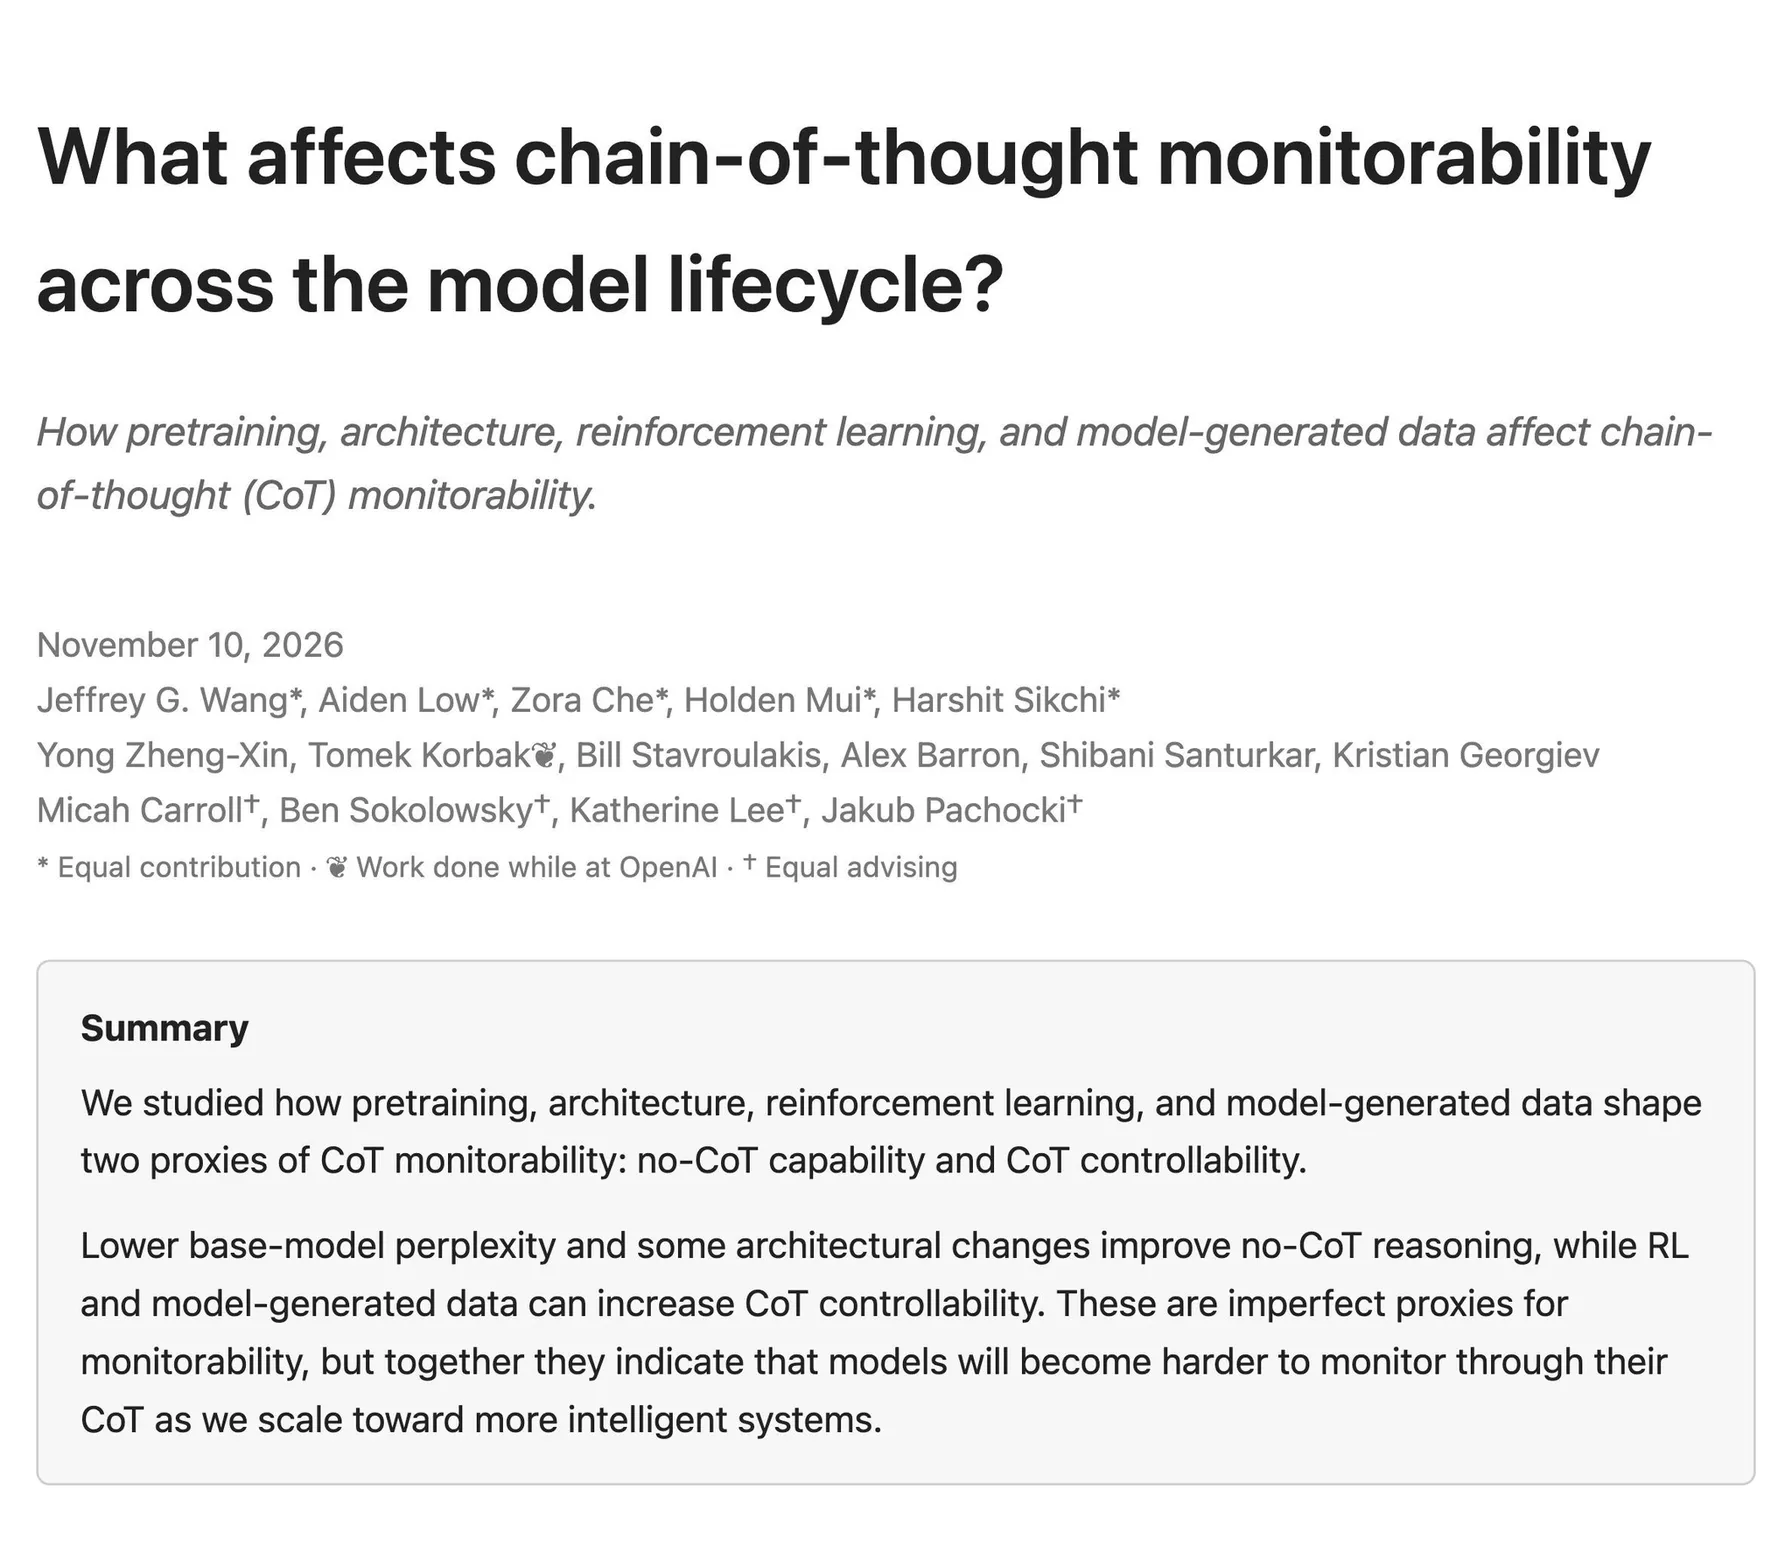 What affects chain-of-thought monitorability
across the model lifecycle?
How pretraining, architecture, reinforcement learning, and model-generated data affect chain-
of-thought (CoT) monitorability.
November 10, 2026
Jeffrey G. Wang*, Aiden Low*, Zora Che*, Holden Mui*, Harshit Sikchi*
Yong Zheng-Xin, Tomek Korbak❦, Bill Stavroulakis, Alex Barron, Shibani Santurkar, Kristian Georgiev
Micah Carroll†, Ben Sokolowsky†, Katherine Lee†, Jakub Pachocki†
* Equal contribution · ❦ Work done while at OpenAI · † Equal advising
Summary
We studied how pretraining, architecture, reinforcement learning, and model-generated data shape
two proxies of CoT monitorability: no-CoT capability and CoT controllability.
Lower base-model perplexity and some architectural changes improve no-CoT reasoning, while RL
and model-generated data can increase CoT controllability. These are imperfect proxies for
monitorability, but together they indicate that models will become harder to monitor through their
CoT as we scale toward more intelligent systems.